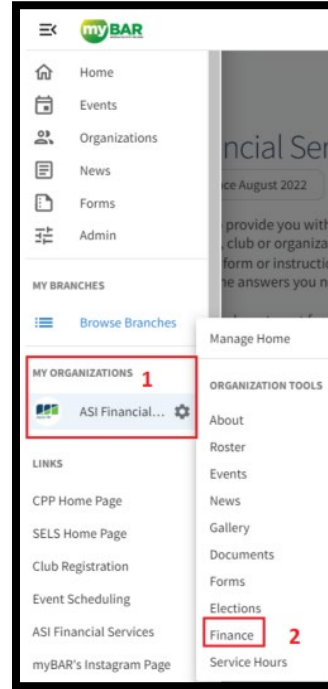 myBAR
Home
Events
Organizations
News
Forms
Admin
MY BRANCHES
Browse Branches
MY ORGANIZATIONS 1
ASI Financial...
LINKS
CPP Home Page
SELS Home Page
Club Registration
Event Scheduling
ASI Financial Services
myBAR's Instagram Page
ncial Ser
ce August 2022
provide you with
, club or organiza
form or instructi
he answers you n
Manage Home
ORGANIZATION TOOLS
About
Roster
Events
News
Gallery
Documents
Forms
Elections
Finance 2
Service Hours